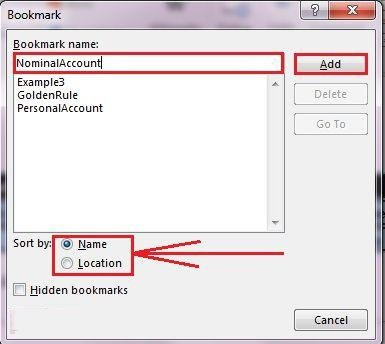 Bookmark
?
Bookmark name:
NominalAccount
Add
Example3
GoldenRule
PersonalAccount
Delete
Go To
Sort by:
Name
Location
Hidden bookmarks
Cancel